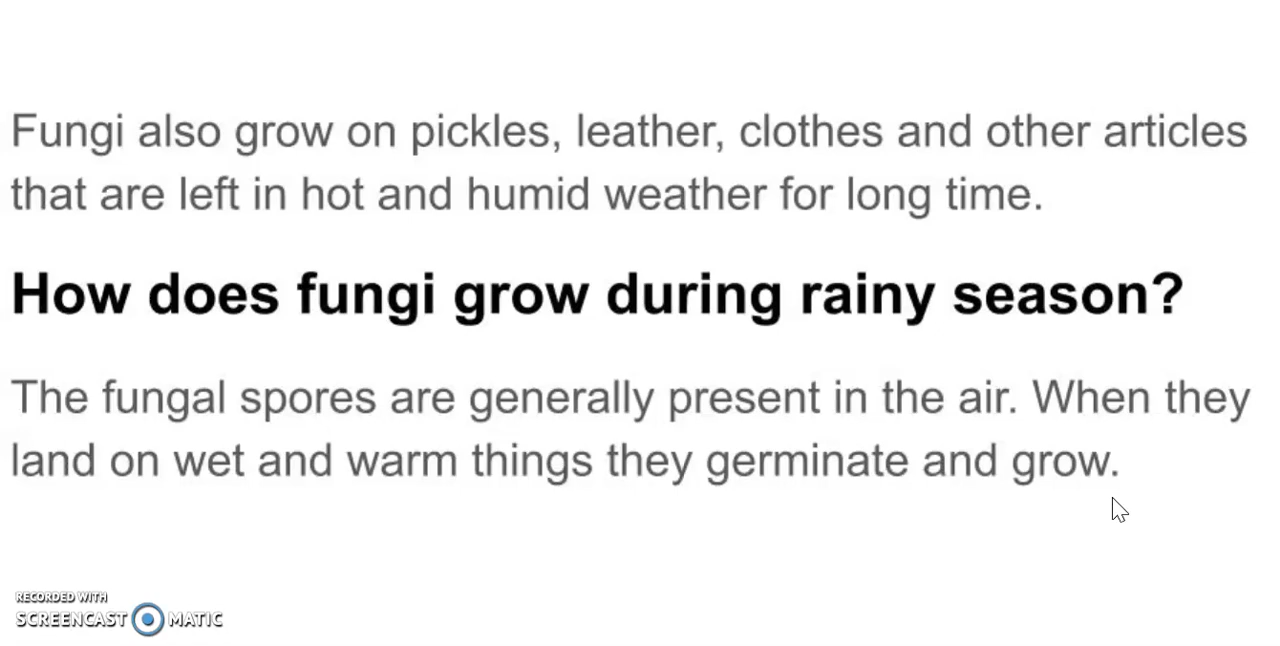 Fungi also grow on pickles, leather, clothes and other articles
that are left in hot and humid weather for long time.
How does fungi grow during rainy season?
The fungal spores are generally present in the air. When they
land on wet and warm things they germinate and grow.
RECORDED WITH
SCREENCAST MATIC